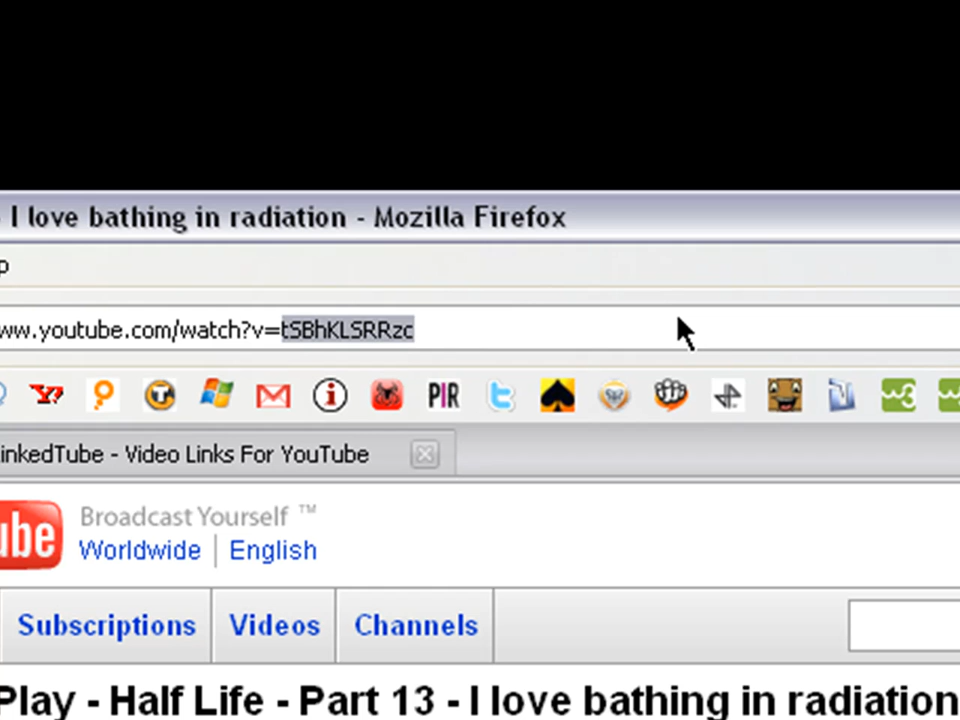 - I love bathing in radiation - Mozilla Firefox
p
ww.youtube.com/watch?v=tSBhKLSRRzc
Y! PIR t w3
inkedTube - Video Links For YouTube
ube Broadcast Yourself ™
Worldwide | English
Subscriptions Videos Channels
Play - Half Life - Part 13 - I love bathing in radiation